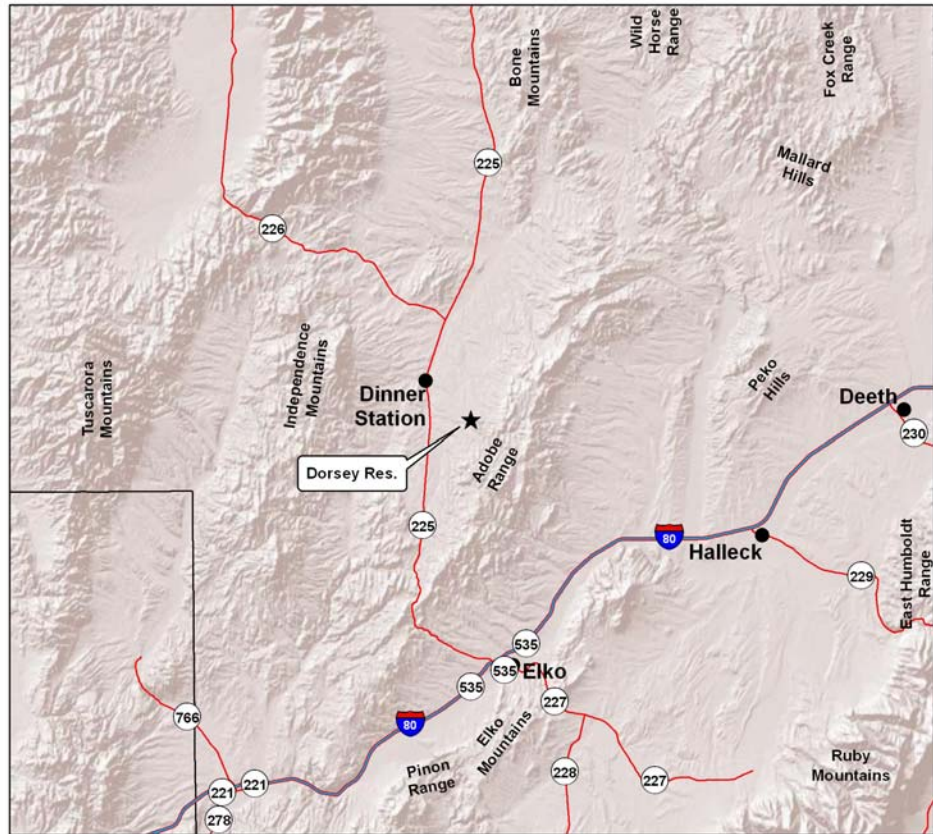 Bone
Mountains
Wild
Horse
Range
Fox Creek
Range
225
Mallard
Hills
226
Tuscarora
Mountains
Independence
Mountains
Dinner
Station
Peko
Hills
Deeth
230
Dorsey Res.
Adobe
Range
225
80
Halleck
229
East Humboldt
Range
535
535
Elko
535
227
766
80
Elko
Mountains
Pinon
Range
228
227
Ruby
Mountains
221
221
278